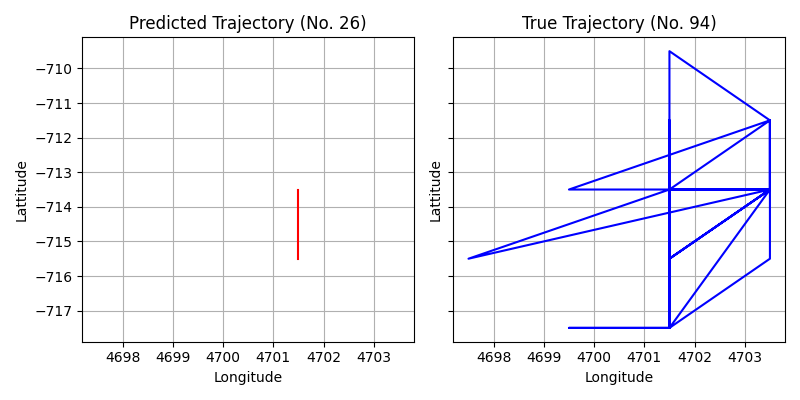 Predicted Trajectory (No. 26)
True Trajectory (No. 94)
Lattitude
−710
−711
−712
−713
−714
−715
−716
−717
4698 4699 4700 4701 4702 4703
Longitude
Lattitude
4698 4699 4700 4701 4702 4703
Longitude